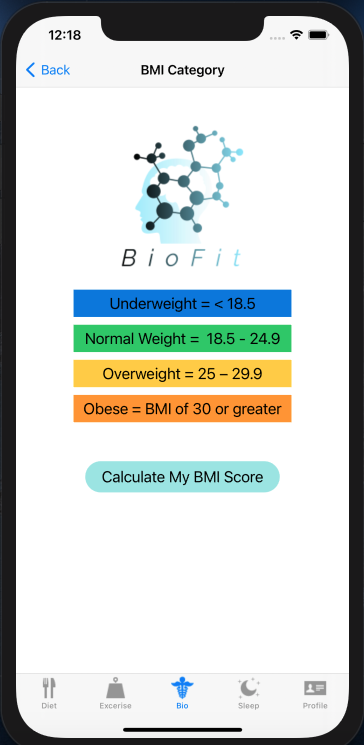 12:18
Back
BMI Category
BioFit
Underweight = < 18.5
Normal Weight = 18.5 - 24.9
Overweight = 25 – 29.9
Obese = BMI of 30 or greater
Calculate My BMI Score
Diet Excerise Bio Sleep Profile